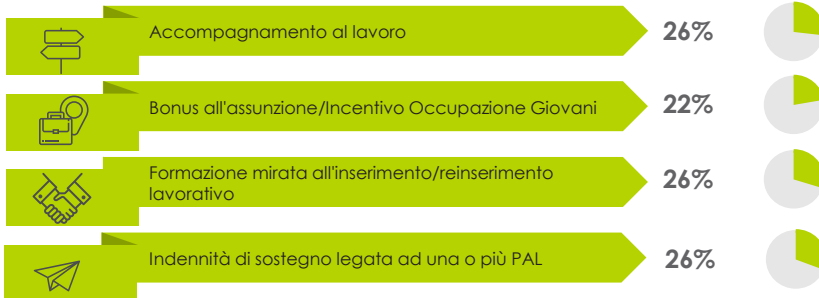 Accompagnamento al lavoro
26%
Bonus all'assunzione/Incentivo Occupazione Giovani
22%
Formazione mirata all'inserimento/reinserimento
lavorativo
26%
Indennità di sostegno legata ad una o più PAL
26%